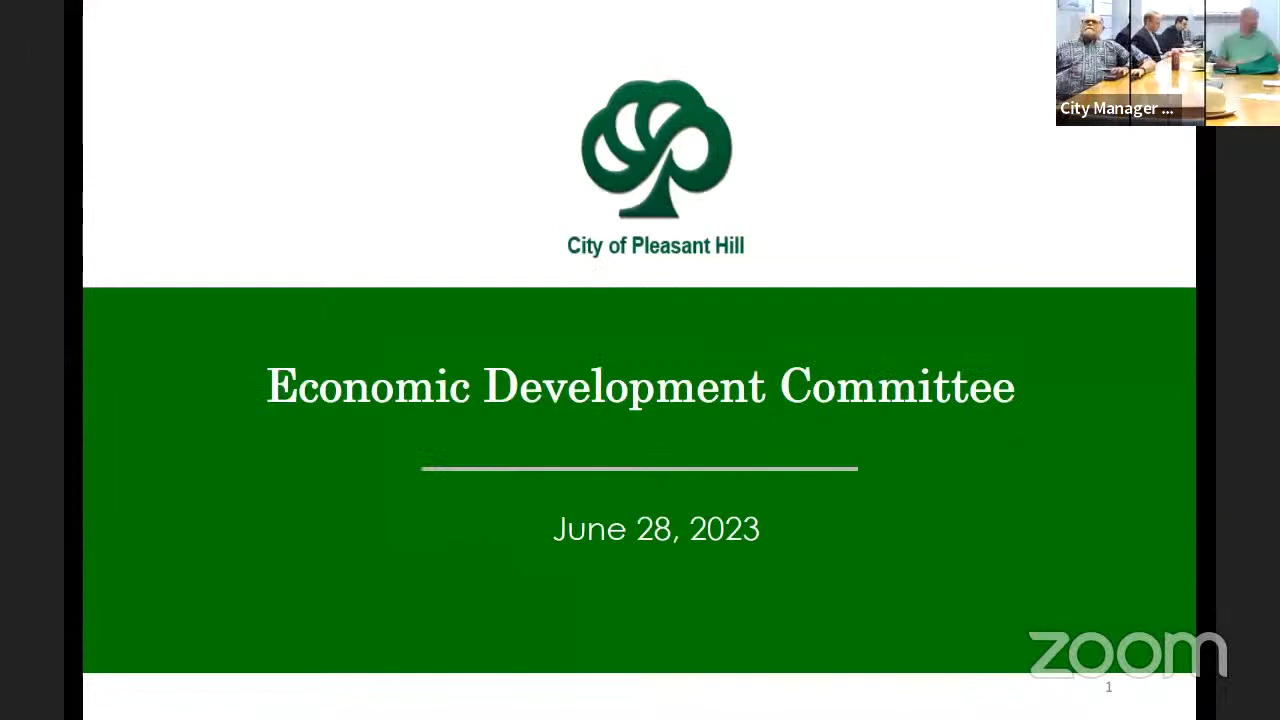 City Manager ...
City of Pleasant Hill
Economic Development Committee
June 28, 2023
zoom
1